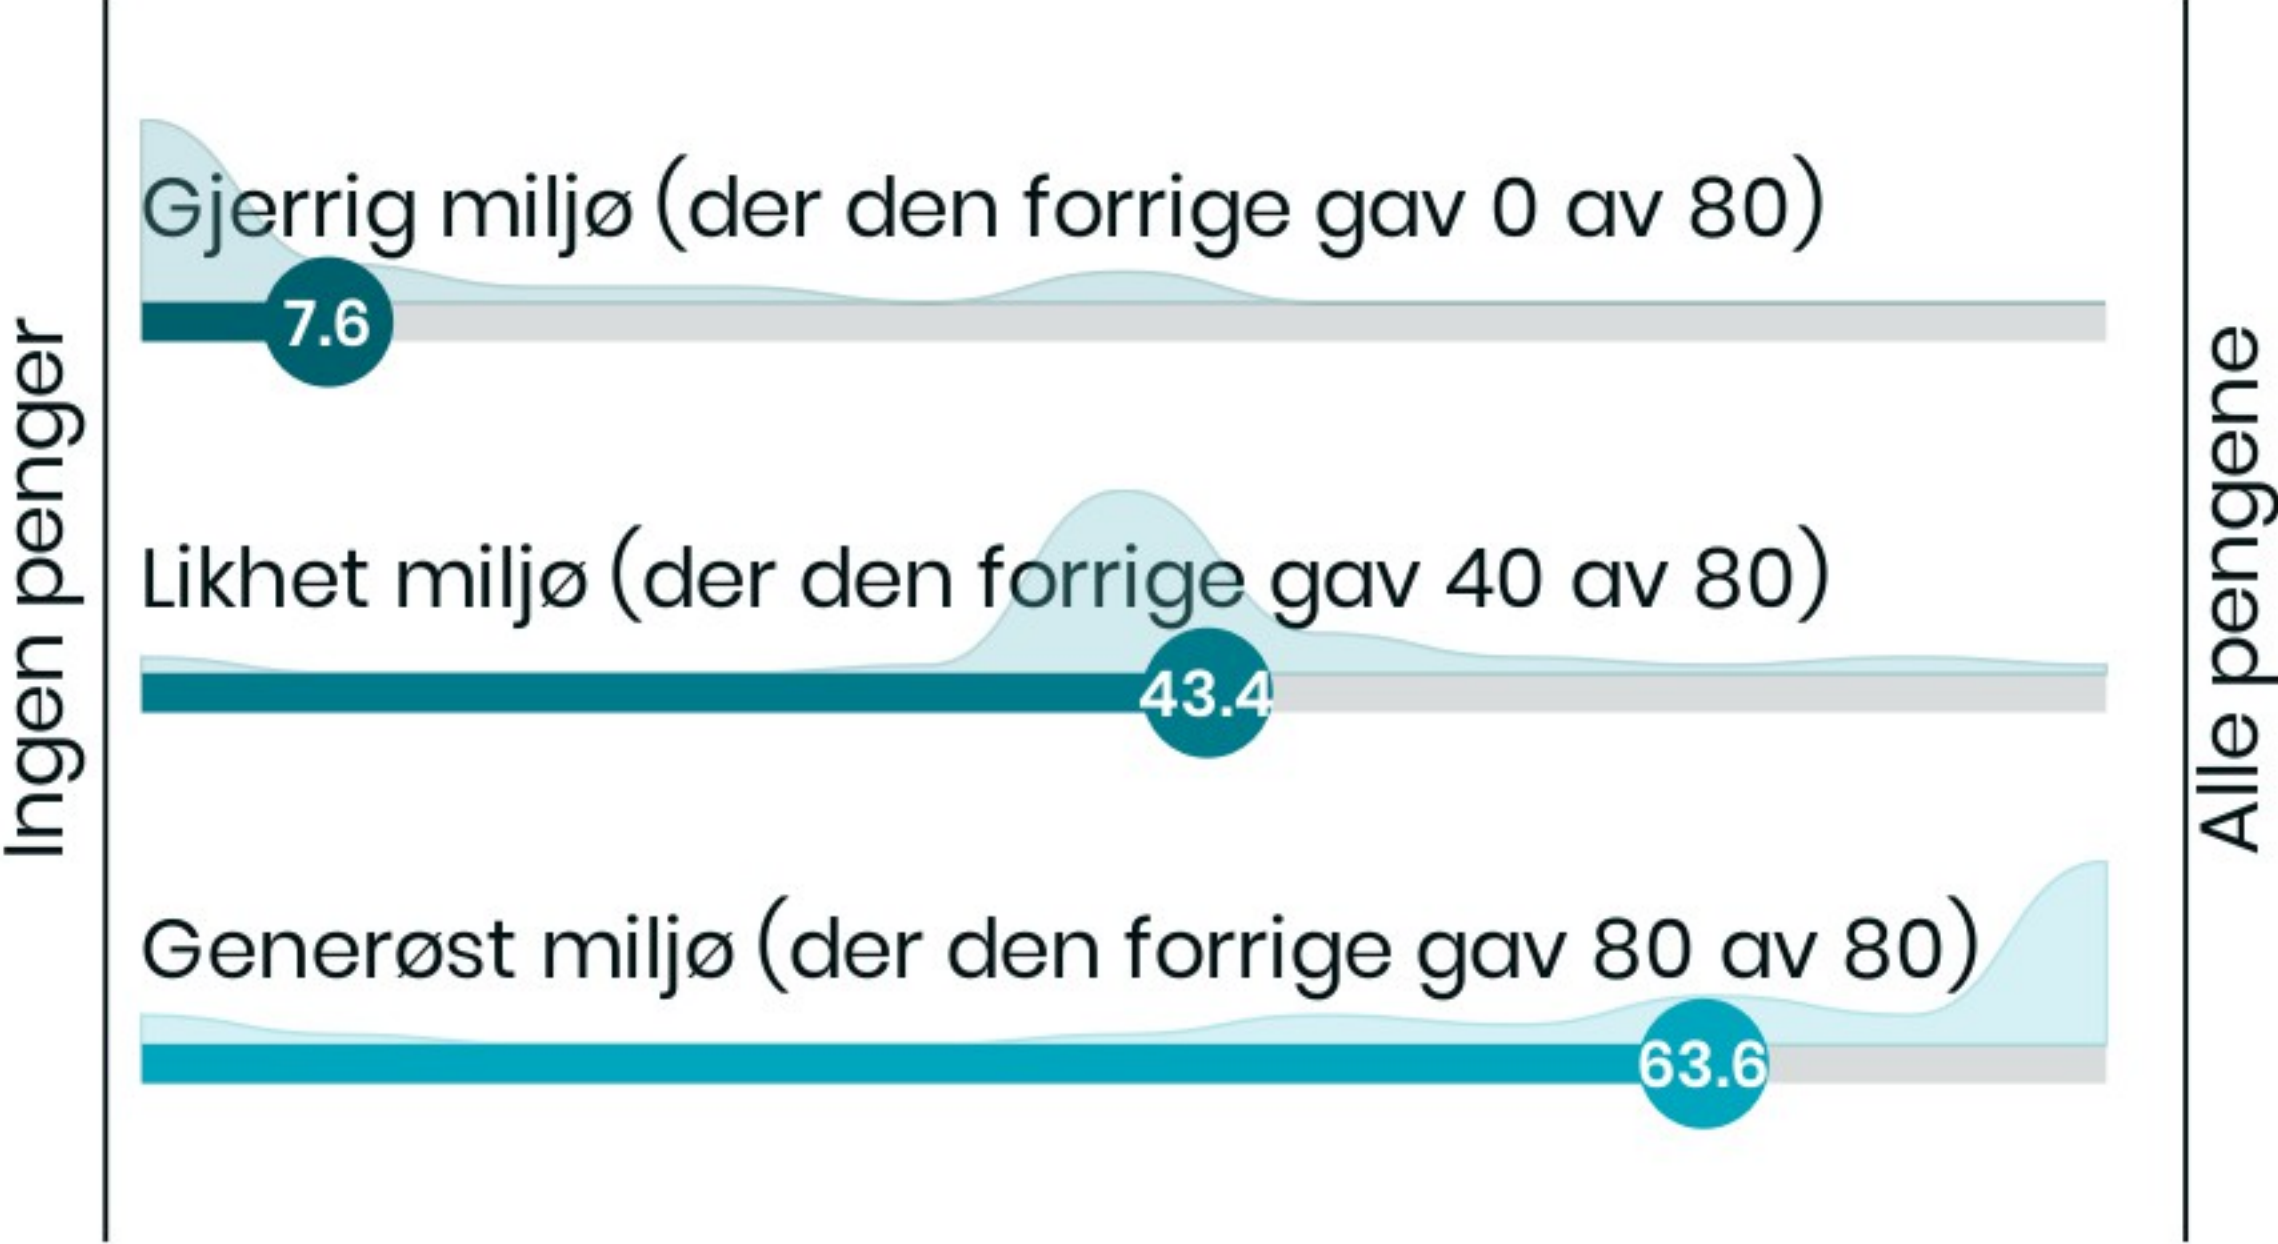 Ingen penger
Gjerrig miljø (der den forrige gav 0 av 80)
7.6
Likhet miljø (der den forrige gav 40 av 80)
43.4
Generøst miljø (der den forrige gav 80 av 80)
63.6
Alle pengene